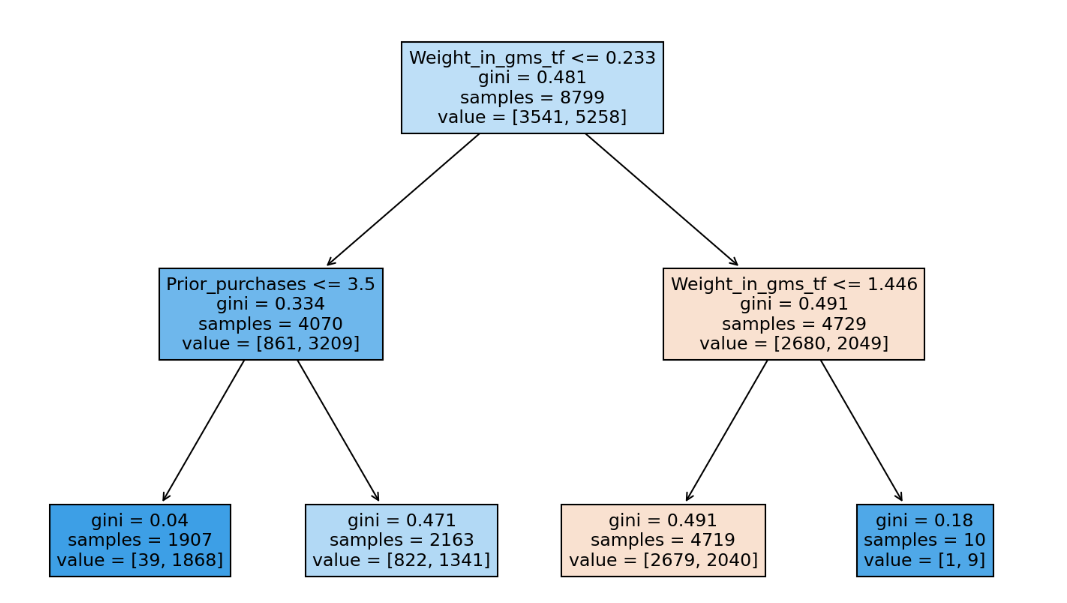 Weight_in_gms_tf <= 0.233
gini = 0.481
samples = 8799
value = [3541, 5258]
Prior_purchases <= 3.5
gini = 0.334
samples = 4070
value = [861, 3209]
Weight_in_gms_tf <= 1.446
gini = 0.491
samples = 4729
value = [2680, 2049]
gini = 0.04
samples = 1907
value = [39, 1868]
gini = 0.471
samples = 2163
value = [822, 1341]
gini = 0.491
samples = 4719
value = [2679, 2040]
gini = 0.18
samples = 10
value = [1, 9]